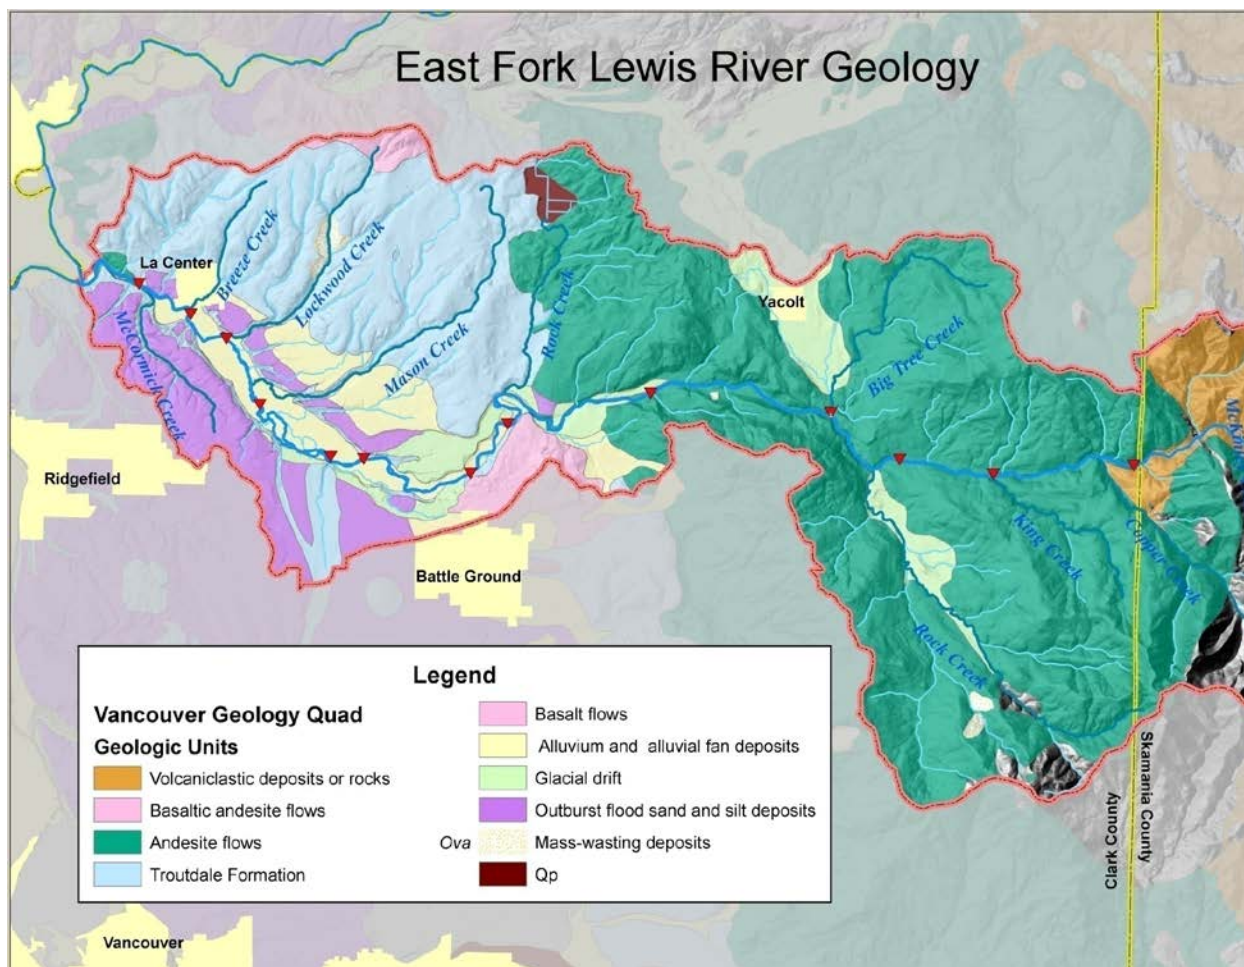 East Fork Lewis River Geology
La Center
Breeze Creek
Lockwood Creek
Mason Creek
Rock Creek
Yacolt
Big Tree Creek
McCormick Creek
Ridgefield
Battle Ground
King Creek
Copper Creek
Rock Creek
Clark County
Skamania County
Vancouver
Legend
Vancouver Geology Quad
Geologic Units
Volcaniclastic deposits or rocks
Basaltic andesite flows
Andesite flows
Troutdale Formation
Basalt flows
Alluvium and alluvial fan deposits
Glacial drift
Outburst flood sand and silt deposits
Ova Mass-wasting deposits
Qp